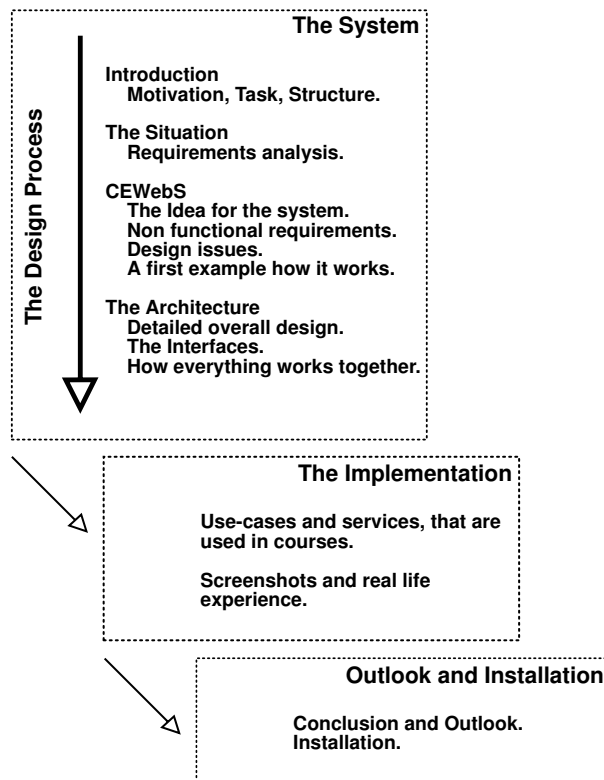 The System
The Design Process
Introduction
Motivation, Task, Structure.
The Situation
Requirements analysis.
CEWebS
The Idea for the system.
Non functional requirements.
Design issues.
A first example how it works.
The Architecture
Detailed overall design.
The Interfaces.
How everything works together.
The Implementation
Use-cases and services, that are
used in courses.
Screenshots and real life
experience.
Outlook and Installation
Conclusion and Outlook.
Installation.